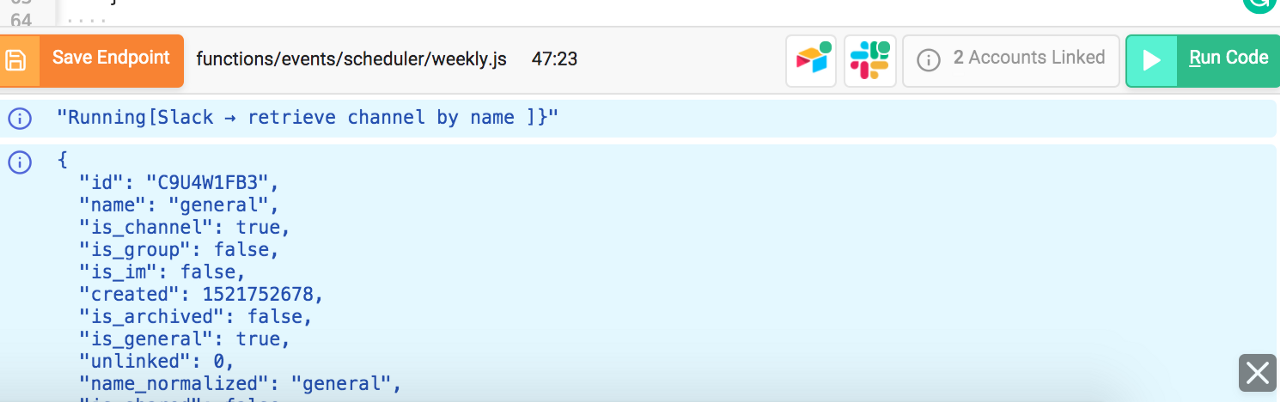 64
Save Endpoint functions/events/scheduler/weekly.js 47:23 2 Accounts Linked Run Code
"Running[Slack → retrieve channel by name ]}"
{
"id": "C9U4W1FB3",
"name": "general",
"is_channel": true,
"is_group": false,
"is_im": false,
"created": 1521752678,
"is_archived": false,
"is_general": true,
"unlinked": 0,
"name_normalized": "general",